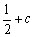 1/2 + c